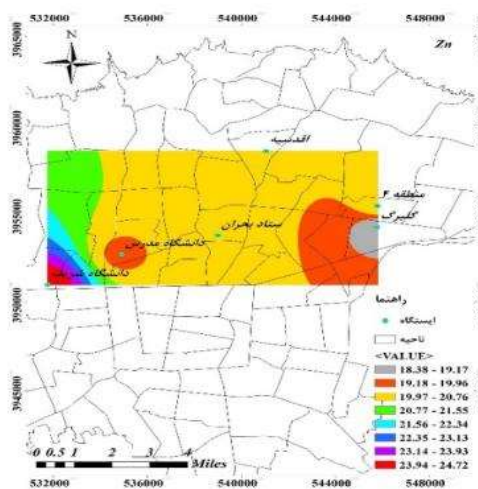 532000 536000 540000 544000 548000
Zn
3965000
N
3960000
اقدسیه
منطقه ۴
3955000
گلبرگ
ستاد بحران
دانشگاه مدرس
دانشگاه شریف
3950000
راهنما
ایستگاه
ناحیه
<VALUE>
18.38 - 19.17
19.18 - 19.96
19.97 - 20.76
20.77 - 21.55
21.56 - 22.34
22.35 - 23.13
23.14 - 23.93
23.94 - 24.72
3945000
0 0.5 1 2 3 4
Miles
532000 536000 540000 544000 548000